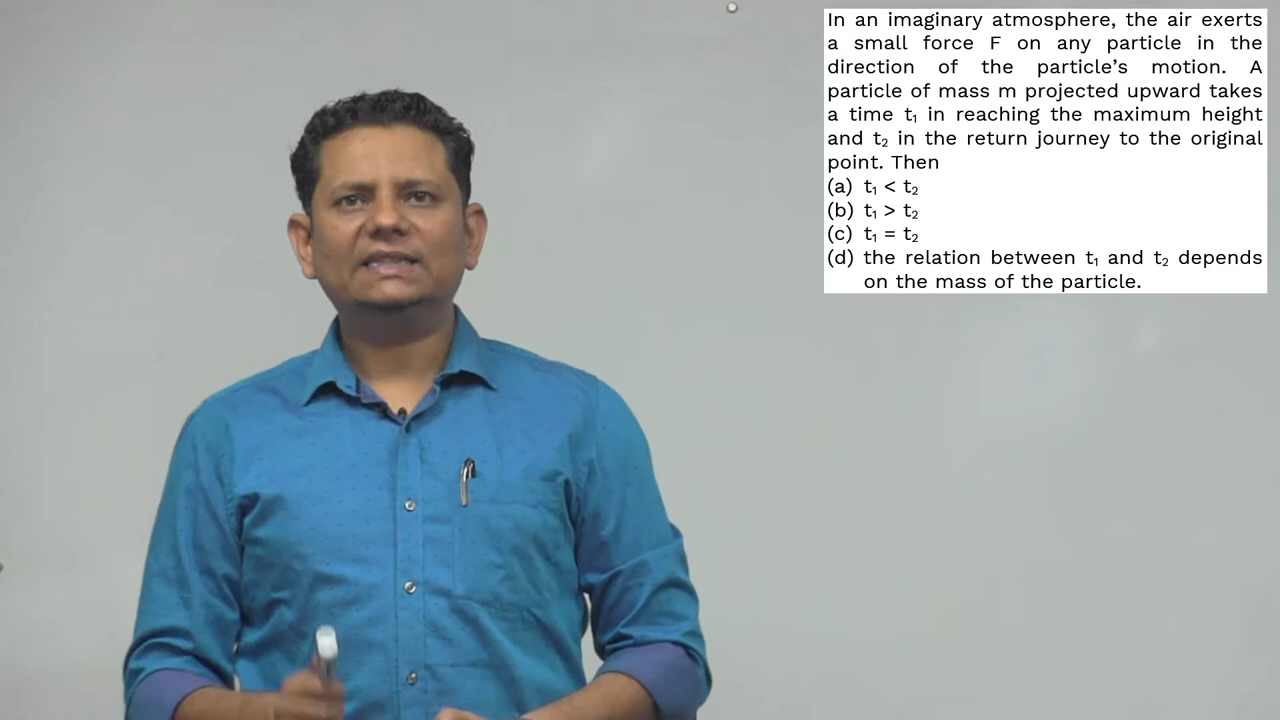 In an imaginary atmosphere, the air exerts
a small force F on any particle in the
direction of the particle’s motion. A
particle of mass m projected upward takes
a time t₁ in reaching the maximum height
and t₂ in the return journey to the original
point. Then
(a) t₁ < t₂
(b) t₁ > t₂
(c) t₁ = t₂
(d) the relation between t₁ and t₂ depends
on the mass of the particle.